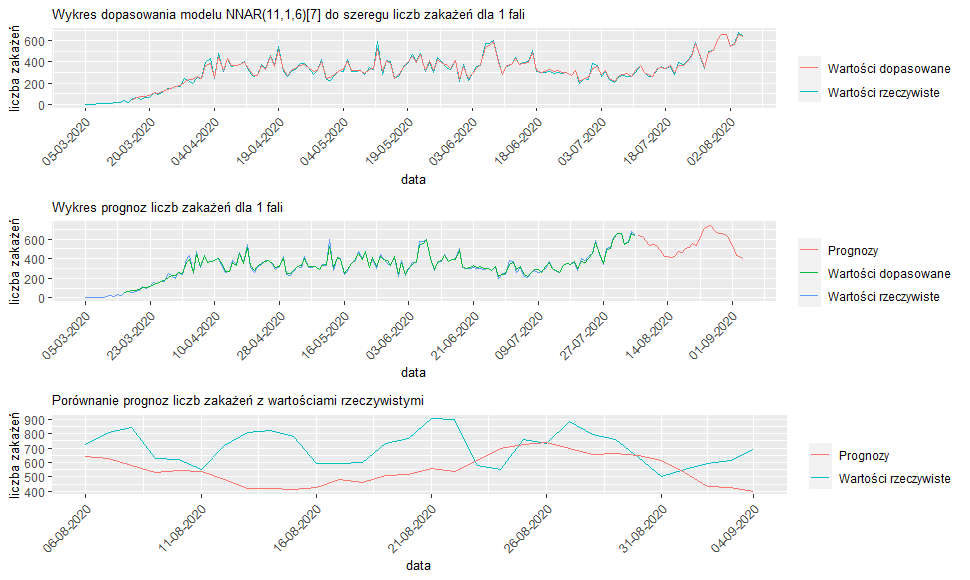 Wykres dopasowania modelu NNAR(11,1,6)[7] do szeregu liczb zakażeń dla 1 fali
liczba zakażeń
600
400
200
0
05-03-2020
20-03-2020
04-04-2020
19-04-2020
04-05-2020
19-05-2020
03-06-2020
18-06-2020
03-07-2020
18-07-2020
02-08-2020
data
Wartości dopasowane
Wartości rzeczywiste
Wykres prognoz liczb zakażeń dla 1 fali
liczba zakażeń
600
400
200
0
05-03-2020
23-03-2020
10-04-2020
28-04-2020
16-05-2020
03-06-2020
21-06-2020
09-07-2020
27-07-2020
14-08-2020
01-09-2020
data
Prognozy
Wartości dopasowane
Wartości rzeczywiste
Porównanie prognoz liczb zakażeń z wartościami rzeczywistymi
liczba zakażeń
900
800
700
600
500
400
06-08-2020
11-08-2020
16-08-2020
21-08-2020
26-08-2020
31-08-2020
04-09-2020
data
Prognozy
Wartości rzeczywiste